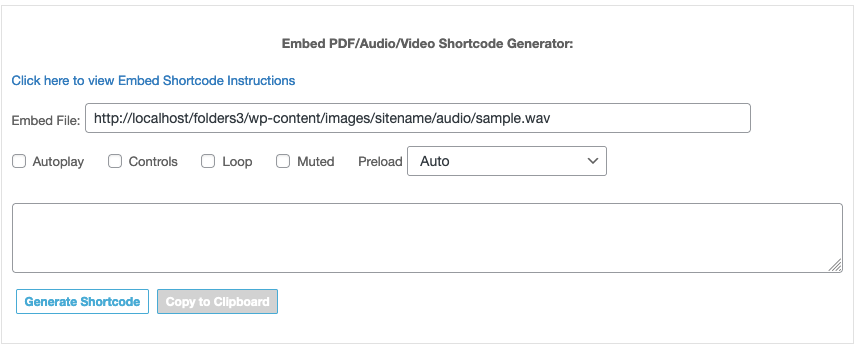 Embed PDF/Audio/Video Shortcode Generator:
Click here to view Embed Shortcode Instructions
Embed File: http://localhost/folders3/wp-content/images/sitename/audio/sample.wav
Autoplay Controls Loop Muted Preload Auto
Generate Shortcode Copy to Clipboard